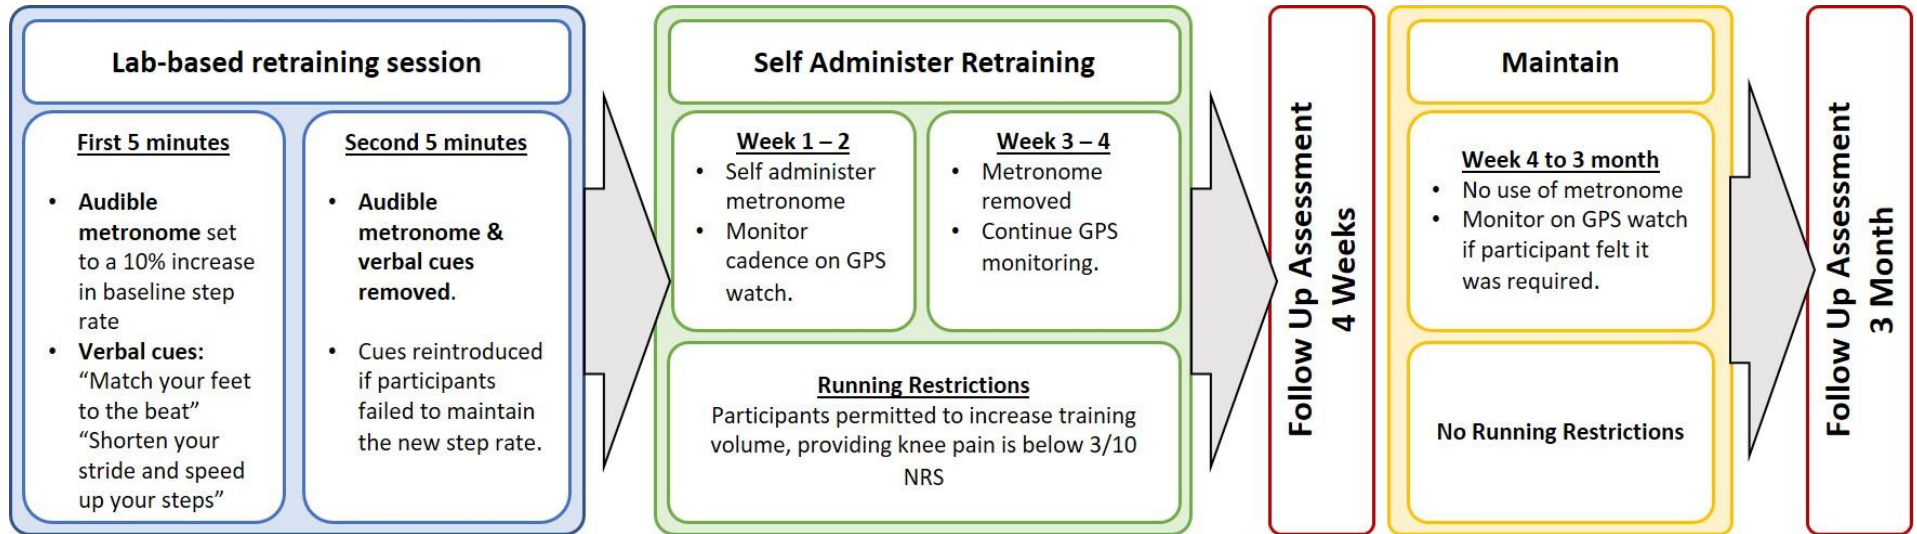 Lab-based retraining session
First 5 minutes
• Audible
metronome set
to a 10% increase
in baseline step
rate
• Verbal cues:
“Match your feet
to the beat”
“Shorten your
stride and speed
up your steps”
Second 5 minutes
• Audible
metronome &
verbal cues
removed.
• Cues reintroduced
if participants
failed to maintain
the new step rate.
Self Administer Retraining
Week 1 – 2
• Self administer
metronome
• Monitor
cadence on GPS
watch.
Week 3 – 4
• Metronome
removed
• Continue GPS
monitoring.
Running Restrictions
Participants permitted to increase training
volume, providing knee pain is below 3/10
NRS
Follow Up Assessment
4 Weeks
Maintain
Week 4 to 3 month
• No use of metronome
• Monitor on GPS watch
if participant felt it
was required.
No Running Restrictions
Follow Up Assessment
3 Month